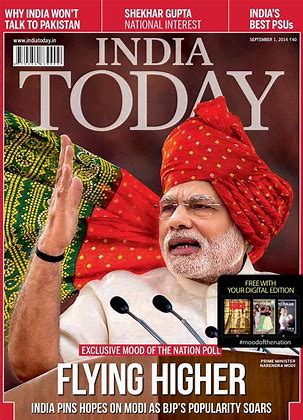 WHY INDIA WON'T
TALK TO PAKISTAN
SHEKHAR GUPTA
NATIONAL INTEREST
INDIA'S
BEST PSUs
www.indiatoday.in
SEPTEMBER 1, 2014 ₹40
INDIA
TODAY
FREE WITH
YOUR DIGITAL EDITION
#moodofthenation
PRIME MINISTER
NARENDRA MODI
EXCLUSIVE MOOD OF THE NATION POLL
FLYING HIGHER
INDIA PINS HOPES ON MODI AS BJP'S POPULARITY SOARS